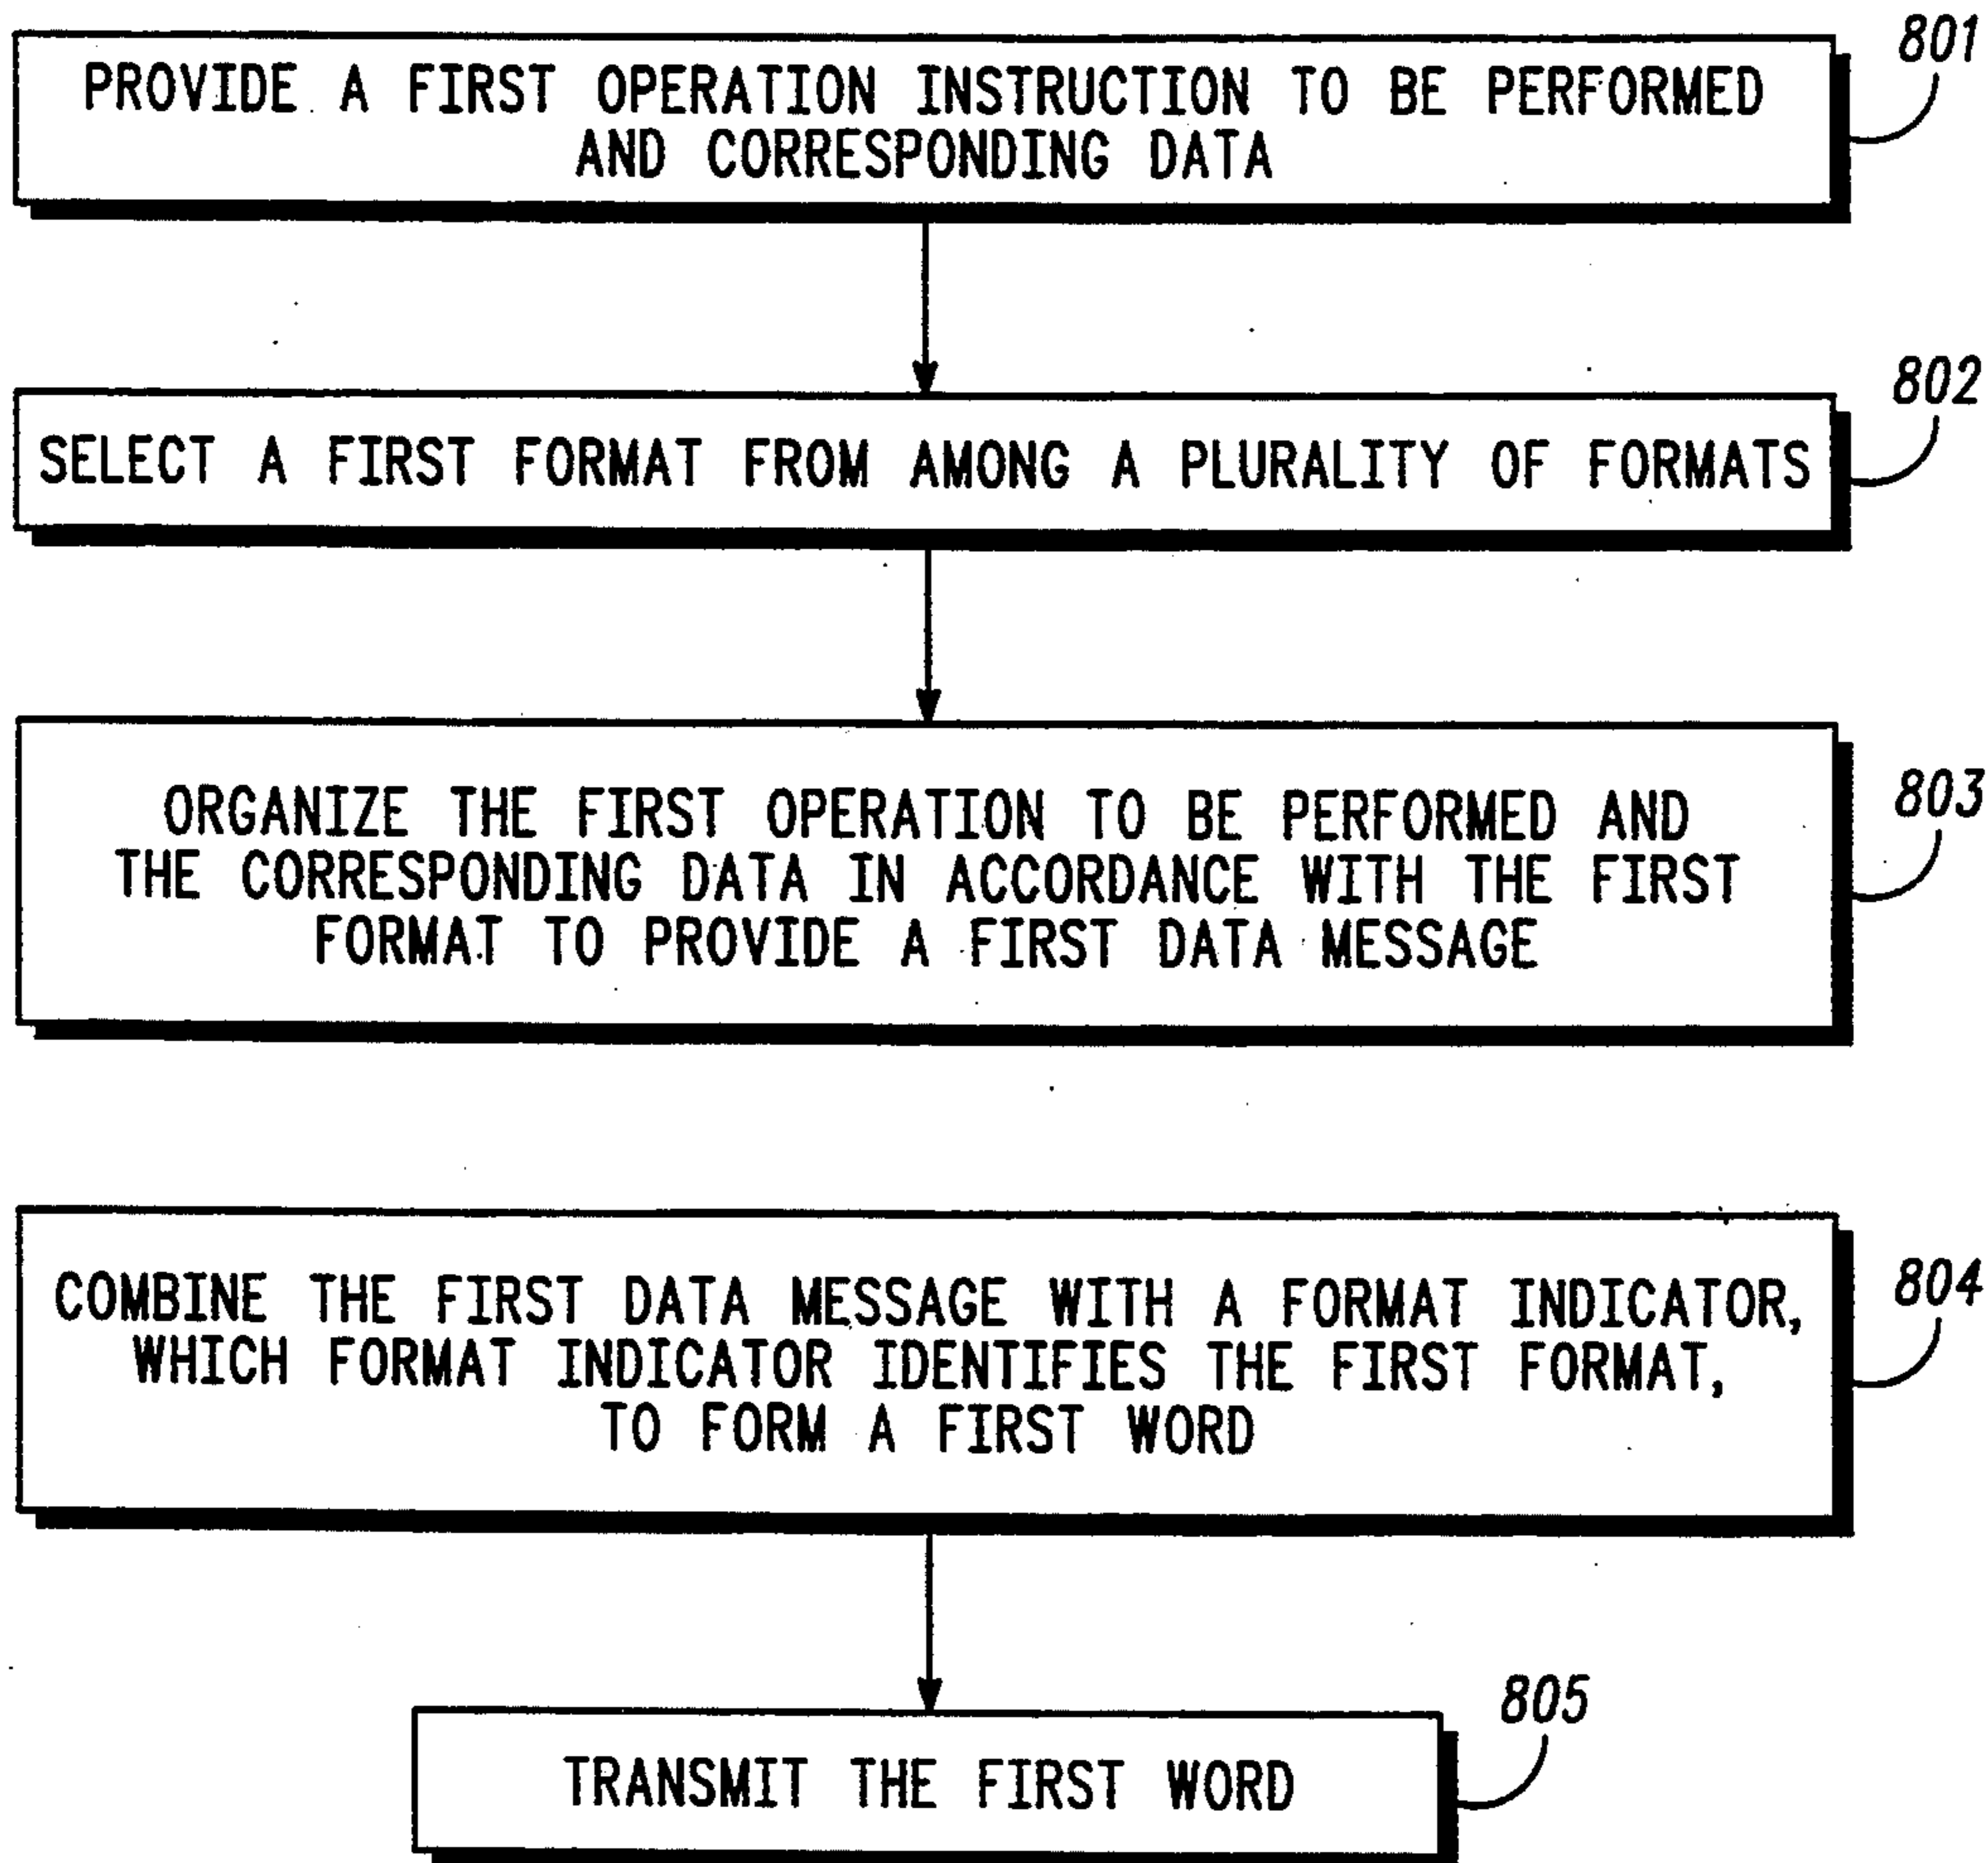 801
PROVIDE A FIRST OPERATION INSTRUCTION TO BE PERFORMED
AND CORRESPONDING DATA
802
SELECT A FIRST FORMAT FROM AMONG A PLURALITY OF FORMATS
803
ORGANIZE THE FIRST OPERATION TO BE PERFORMED AND
THE CORRESPONDING DATA IN ACCORDANCE WITH THE FIRST
FORMAT TO PROVIDE A FIRST DATA MESSAGE
804
COMBINE THE FIRST DATA MESSAGE WITH A FORMAT INDICATOR,
WHICH FORMAT INDICATOR IDENTIFIES THE FIRST FORMAT,
TO FORM A FIRST WORD
805
TRANSMIT THE FIRST WORD